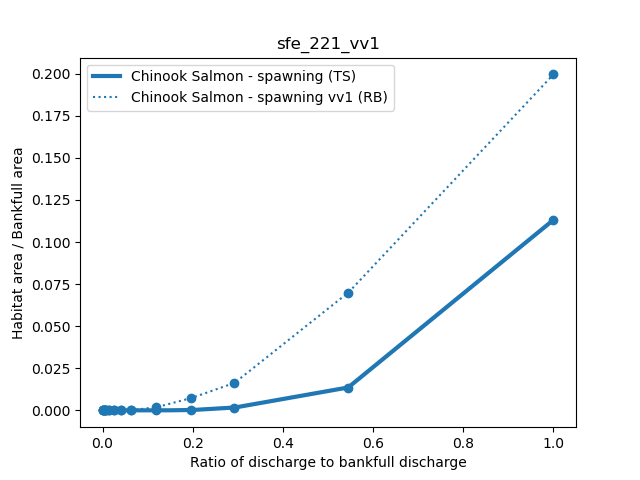 sfe_221_vv1
Chinook Salmon - spawning (TS)
Chinook Salmon - spawning vv1 (RB)
Habitat area / Bankfull area
0.200
0.175
0.150
0.125
0.100
0.075
0.050
0.025
0.000
0.0 0.2 0.4 0.6 0.8 1.0
Ratio of discharge to bankfull discharge